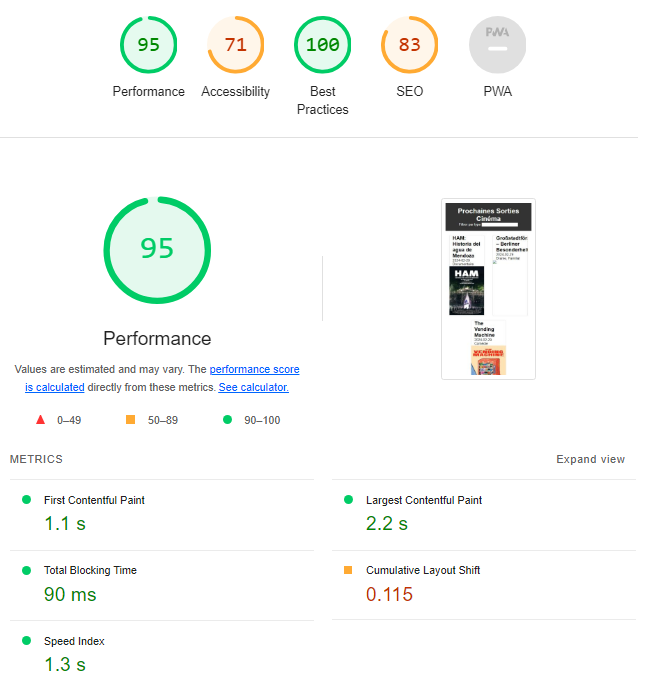 95
71
100
83
PWA
Performance
Accessibility
Best
Practices
SEO
PWA
95
Performance
Values are estimated and may vary. The performance score
is calculated directly from these metrics. See calculator.
0–49
50–89
90–100
Prochaines Sorties
Cinéma
HAM:
Historia del
agua de
Mendoza
Großstadtför
– Berliner
Besonderheit
HAM
The
Vending
Machine
VENDING
MACHINE
METRICS
Expand view
First Contentful Paint
1.1 s
Largest Contentful Paint
2.2 s
Total Blocking Time
90 ms
Cumulative Layout Shift
0.115
Speed Index
1.3 s